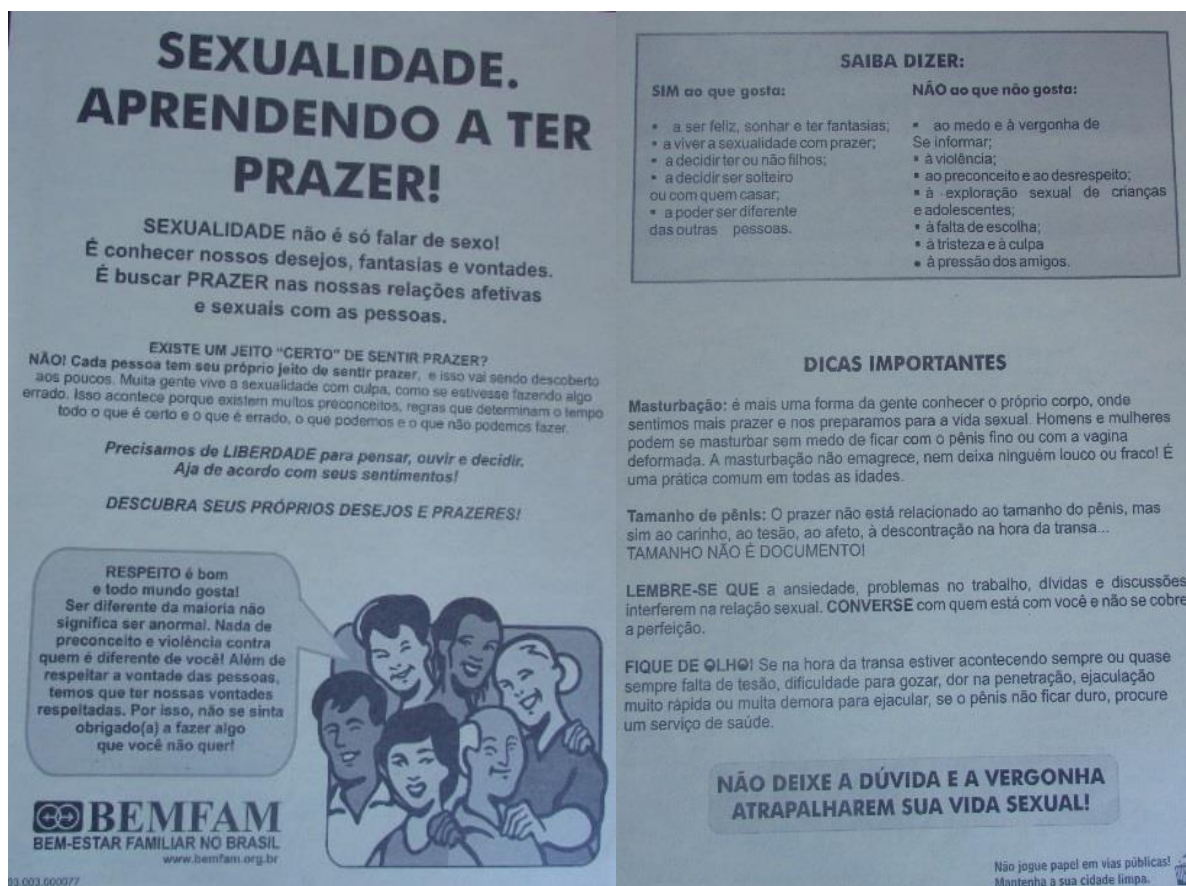 SEXUALIDADE.
APRENDENDO A TER
PRAZER!
SEXUALIDADE não é só falar de sexo!
É conhecer nossos desejos, fantasias e vontades.
É buscar PRAZER nas nossas relações afetivas
e sexuais com as pessoas.
EXISTE UM JEITO "CERTO" DE SENTIR PRAZER?
NÃO! Cada pessoa tem seu próprio jeito de sentir prazer, e isso vai sendo descoberto
aos poucos. Muita gente vive a sexualidade com culpa, como se estivesse fazendo algo
errado. Isso acontece porque existem muitos preconceitos, regras que determinam o tempo
todo o que é certo e o que é errado, o que podemos e o que não podemos fazer.
Precisamos de LIBERDADE para pensar, ouvir e decidir.
Aja de acordo com seus sentimentos!
DESCUBRA SEUS PRÓPRIOS DESEJOS E PRAZERES!
RESPEITO é bom
e todo mundo gosta!
Ser diferente da maioria não
significa ser anormal. Nada de
preconceito e violência contra
quem é diferente de você! Além de
respeitar a vontade das pessoas,
temos que ter nossas vontades
respeitadas. Por isso, não se sinta
obrigado(a) a fazer algo
que você não quer!
BEMFAM
BEM-ESTAR FAMILIAR NO BRASIL
www.bemfam.org.br
03.003.000077
SAIBA DIZER:
SIM ao que gosta:
▪ a ser feliz, sonhar e ter fantasias;
▪ a viver a sexualidade com prazer;
▪ a decidir ter ou não filhos;
▪ a decidir ser solteiro
ou com quem casar;
▪ a poder ser diferente
das outras pessoas.
NÃO ao que não gosta:
▪ ao medo e à vergonha de
Se informar;
▪ à violência;
▪ ao preconceito e ao desrespeito;
▪ à exploração sexual de crianças
e adolescentes;
▪ à falta de escolha;
▪ à tristeza e à culpa
• à pressão dos amigos.
DICAS IMPORTANTES
Masturbação: é mais uma forma da gente conhecer o próprio corpo, onde
sentimos mais prazer e nos preparamos para a vida sexual. Homens e mulheres
podem se masturbar sem medo de ficar com o pênis fino ou com a vagina
deformada. A masturbação não emagrece, nem deixa ninguém louco ou fraco! É
uma prática comum em todas as idades.
Tamanho de pênis: O prazer não está relacionado ao tamanho do pênis, mas
sim ao carinho, ao tesão, ao afeto, à descontração na hora da transa...
TAMANHO NÃO É DOCUMENTO!
LEMBRE-SE QUE a ansiedade, problemas no trabalho, dívidas e discussões
interferem na relação sexual. CONVERSE com quem está com você e não se cobre
a perfeição.
FIQUE DE OLHO! Se na hora da transa estiver acontecendo sempre ou quase
sempre falta de tesão, dificuldade para gozar, dor na penetração, ejaculação
muito rápida ou muita demora para ejacular, se o pênis não ficar duro, procure
um serviço de saúde.
NÃO DEIXE A DÚVIDA E A VERGONHA
ATRAPALHAREM SUA VIDA SEXUAL!
Não jogue papel em vias públicas!
Mantenha a sua cidade limpa.